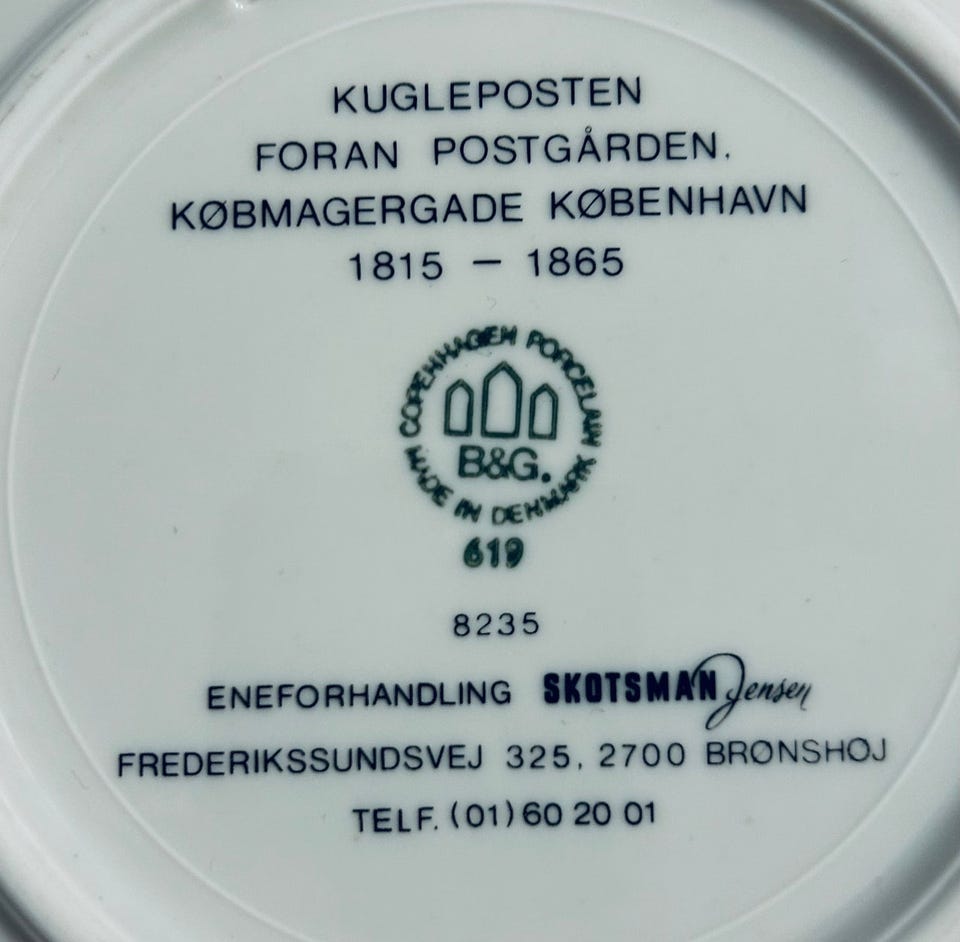 KUGLEPOSTEN
FORAN POSTGÅRDEN.
KØBMAGERGADE KØBENHAVN
1815 — 1865
COPENHAGEN PORCELAIN
B&G.
MADE IN DENMARK
619
8235
ENEFORHANDLING SKOTSMAN Jensen
FREDERIKSSUNDSVEJ 325, 2700 BRØNSHØJ
TELF. (01) 60 20 01